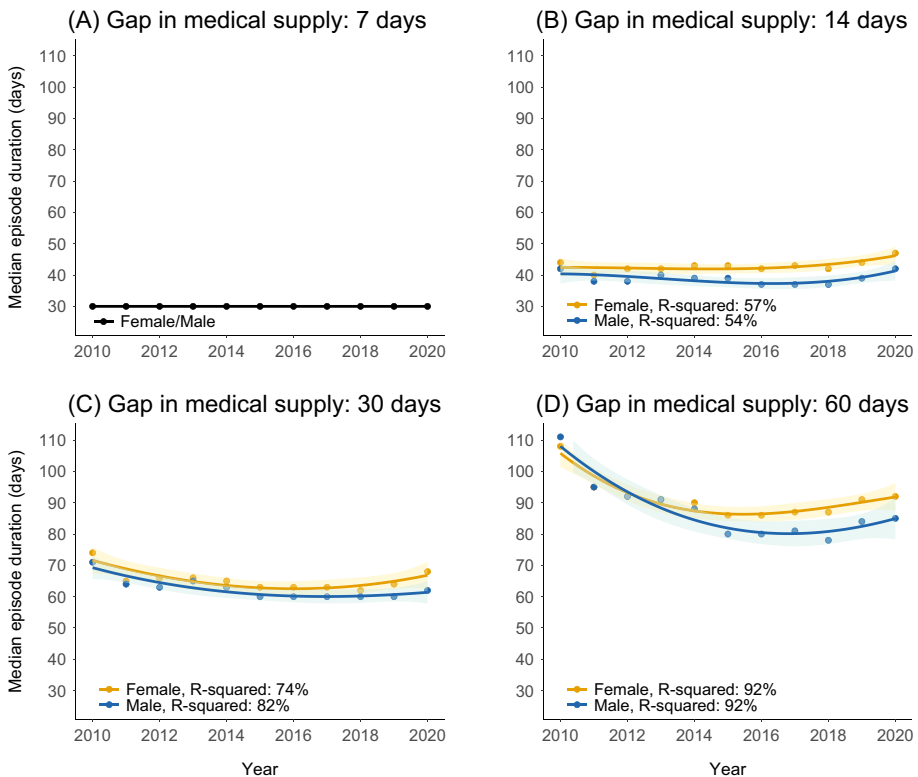 (A) Gap in medical supply: 7 days
Median episode duration (days)
110
100
90
80
70
60
50
40
30
Female/Male
2010 2012 2014 2016 2018 2020
(B) Gap in medical supply: 14 days
110
100
90
80
70
60
50
40
30
Female, R-squared: 57%
Male, R-squared: 54%
2010 2012 2014 2016 2018 2020
(C) Gap in medical supply: 30 days
Median episode duration (days)
110
100
90
80
70
60
50
40
30
Female, R-squared: 74%
Male, R-squared: 82%
2010 2012 2014 2016 2018 2020
Year
(D) Gap in medical supply: 60 days
110
100
90
80
70
60
50
40
30
Female, R-squared: 92%
Male, R-squared: 92%
2010 2012 2014 2016 2018 2020
Year